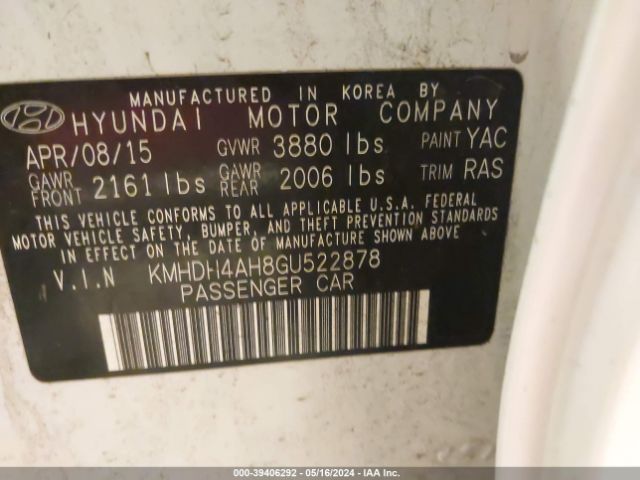 MANUFACTURED IN KOREA BY
HYUNDAI MOTOR COMPANY
APR/08/15 GVWR 3880 lbs PAINT YAC
GAWR FRONT 2161 lbs GAWR REAR 2006 lbs TRIM RAS
THIS VEHICLE CONFORMS TO ALL APPLICABLE U.S.A. FEDERAL
MOTOR VEHICLE SAFETY, BUMPER, AND THEFT PREVENTION STANDARDS
IN EFFECT ON THE DATE OF MANUFACTURE SHOWN ABOVE
V.I.N KMHDH4AH8GU522878
PASSENGER CAR
000-39406292 - 05/16/2024 - IAA Inc.